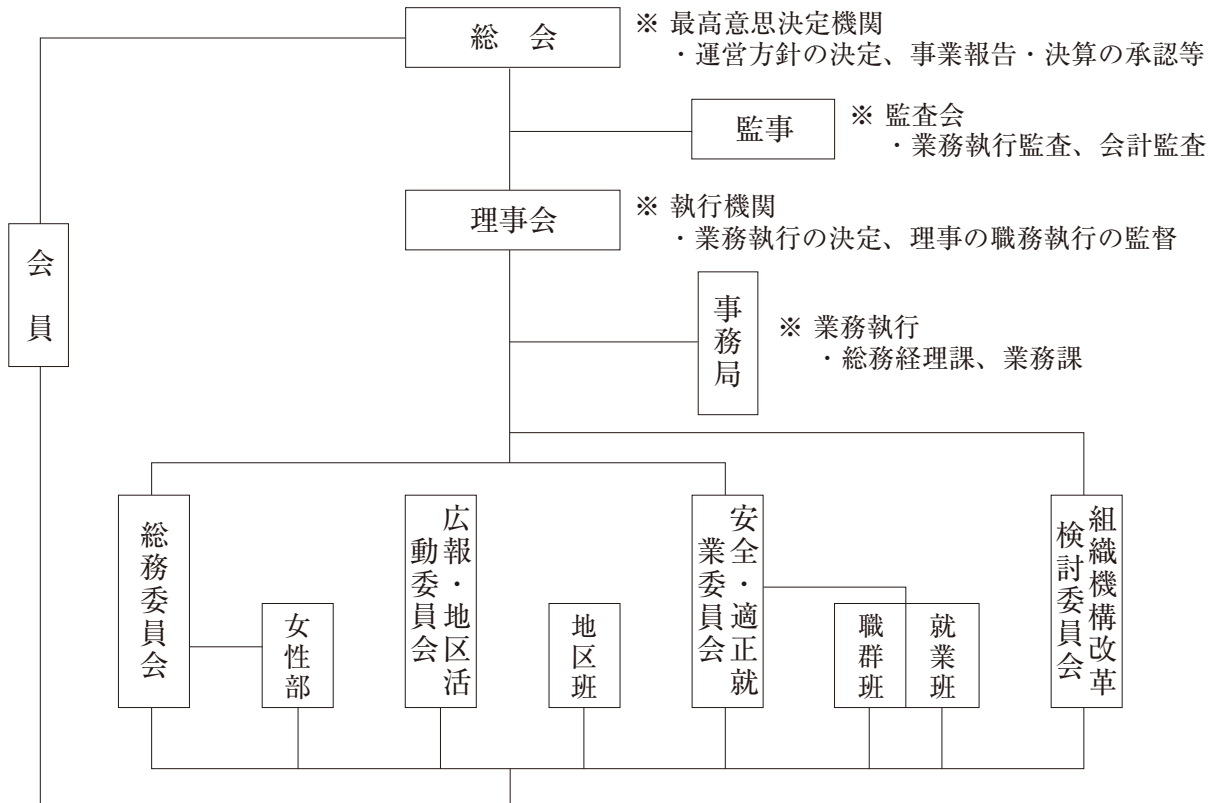 総　会
※ 最高意思決定機関
・運営方針の決定、事業報告・決算の承認等
監事
※ 監査会
・業務執行監査、会計監査
理事会
※ 執行機関
・業務執行の決定、理事の職務執行の監督
会員
事務局
※ 業務執行
・総務経理課、業務課
総務委員会
女性部
広報・地区活
動委員会
地区班
安全・適正就
業委員会
職群班
就業班
組織機構改革
検討委員会